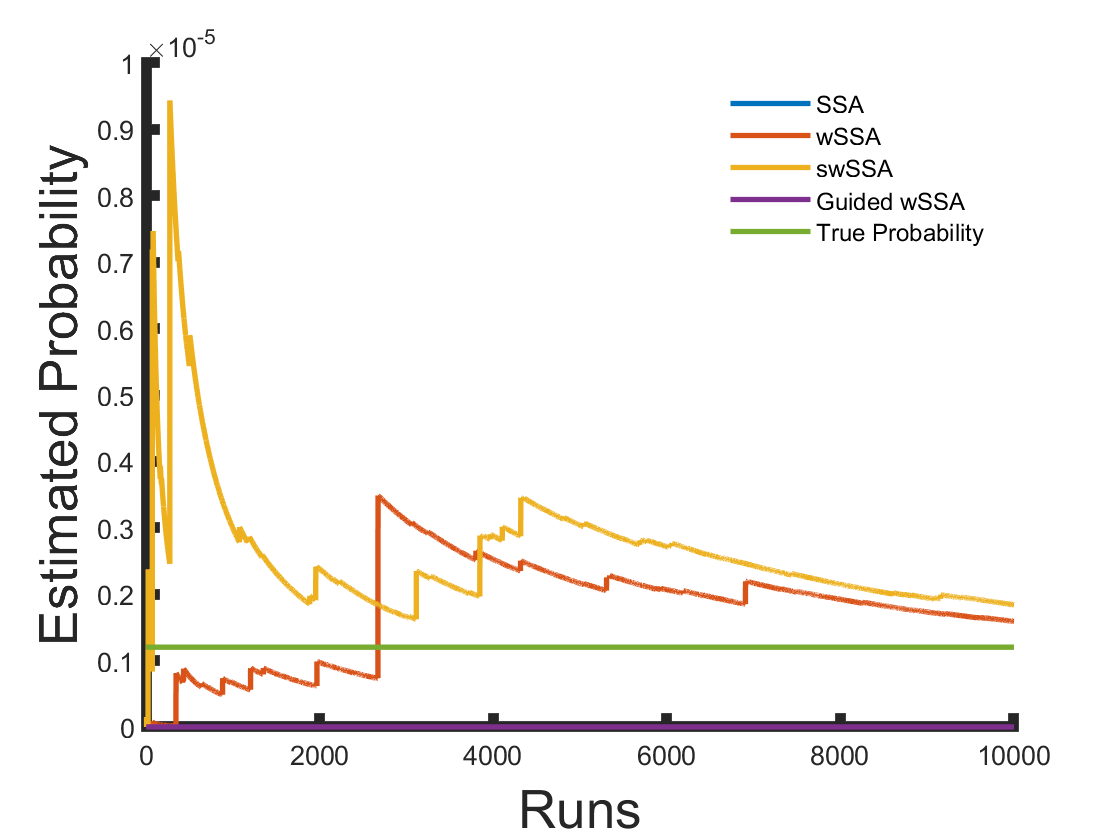 ×10-5
1
0.9
0.8
0.7
0.6
0.5
0.4
0.3
0.2
0.1
0
Estimated Probability
SSA
wSSA
swSSA
Guided wSSA
True Probability
0 2000 4000 6000 8000 10000
Runs